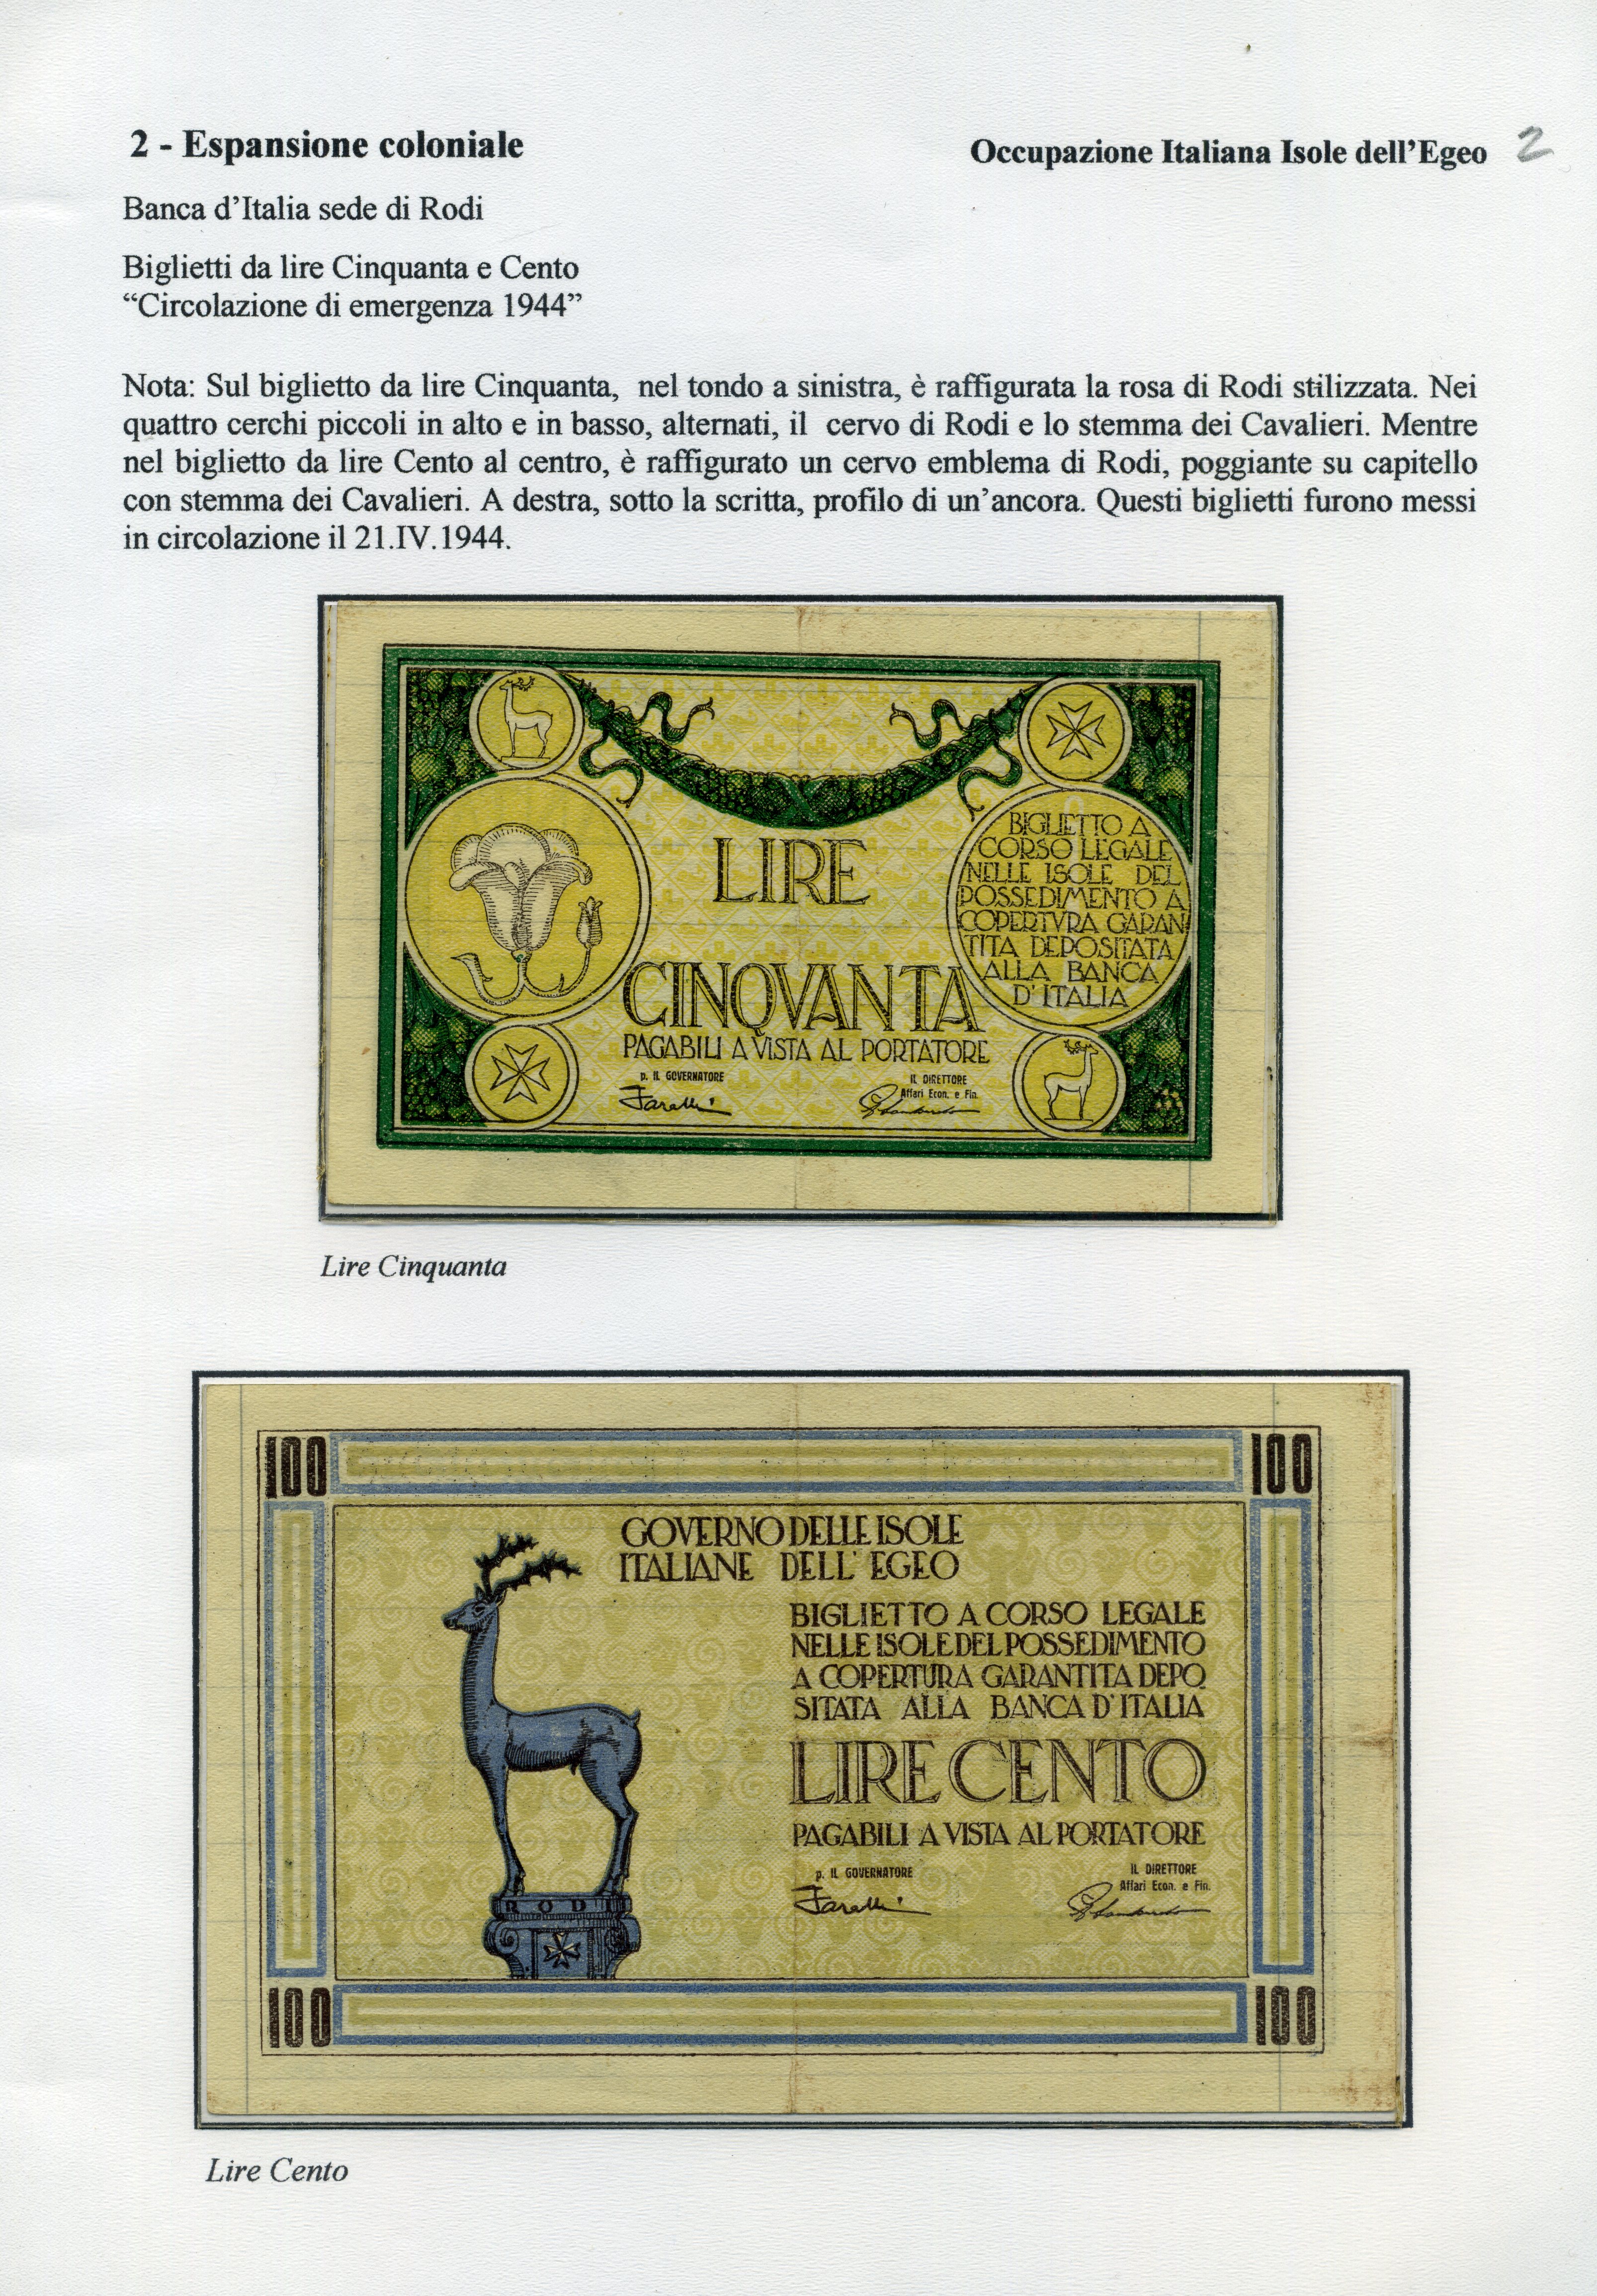 2 - Espansione coloniale
Occupazione Italiana Isole dell'Egeo 2
Banca d'Italia sede di Rodi
Biglietti da lire Cinquanta e Cento
“Circolazione di emergenza 1944”
Nota: Sul biglietto da lire Cinquanta, nel tondo a sinistra, è raffigurata la rosa di Rodi stilizzata. Nei
quattro cerchi piccoli in alto e in basso, alternati, il cervo di Rodi e lo stemma dei Cavalieri. Mentre
nel biglietto da lire Cento al centro, è raffigurato un cervo emblema di Rodi, poggiante su capitello
con stemma dei Cavalieri. A destra, sotto la scritta, profilo di un'ancora. Questi biglietti furono messi
in circolazione il 21.IV.1944.
LIRE
CINQVANTA
PAGABILI A VISTA AL PORTATORE
p. IL GOVERNATORE
Faralli
IL DIRETTORE
Affari Econ. e Fin.
BIGLIETTO A
CORSO LEGALE
NELLE ISOLE DEL
POSSEDIMENTO A
COPERTVRA GARAN
TITA DEPOSITATA
ALLA BANCA
D'ITALIA
Lire Cinquanta
100
100
GOVERNO DELLE ISOLE
ITALIANE DELL' EGEO
BIGLIETTO A CORSO LEGALE
NELLE ISOLE DEL POSSEDIMENTO
A COPERTURA GARANTITA DEPO
SITATA ALLA BANCA D'ITALIA
LIRE CENTO
PAGABILI A VISTA AL PORTATORE
p. IL GOVERNATORE
Faralli
IL DIRETTORE
Affari Econ. e Fin.
RODI
100
100
Lire Cento